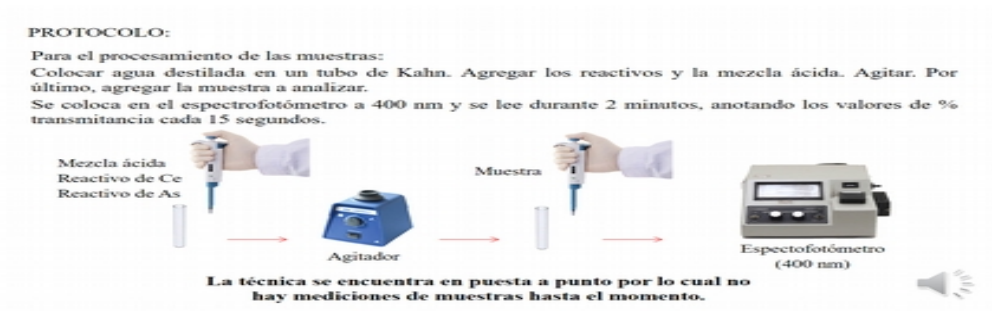 PROTOCOLO:
Para el procesamiento de las muestras:
Colocar agua destilada en un tubo de Kahn. Agregar los reactivos y la mezcla ácida. Agitar. Por
último, agregar la muestra a analizar.
Se coloca en el espectrofotómetro a 400 nm y se lee durante 2 minutos, anotando los valores de %
transmitancia cada 15 segundos.
Mezcla ácida
Reactivo de Ce
Reactivo de As
Muestra
Agitador
Espectofotómetro
(400 nm)
La técnica se encuentra en puesta a punto por lo cual no
hay mediciones de muestras hasta el momento.